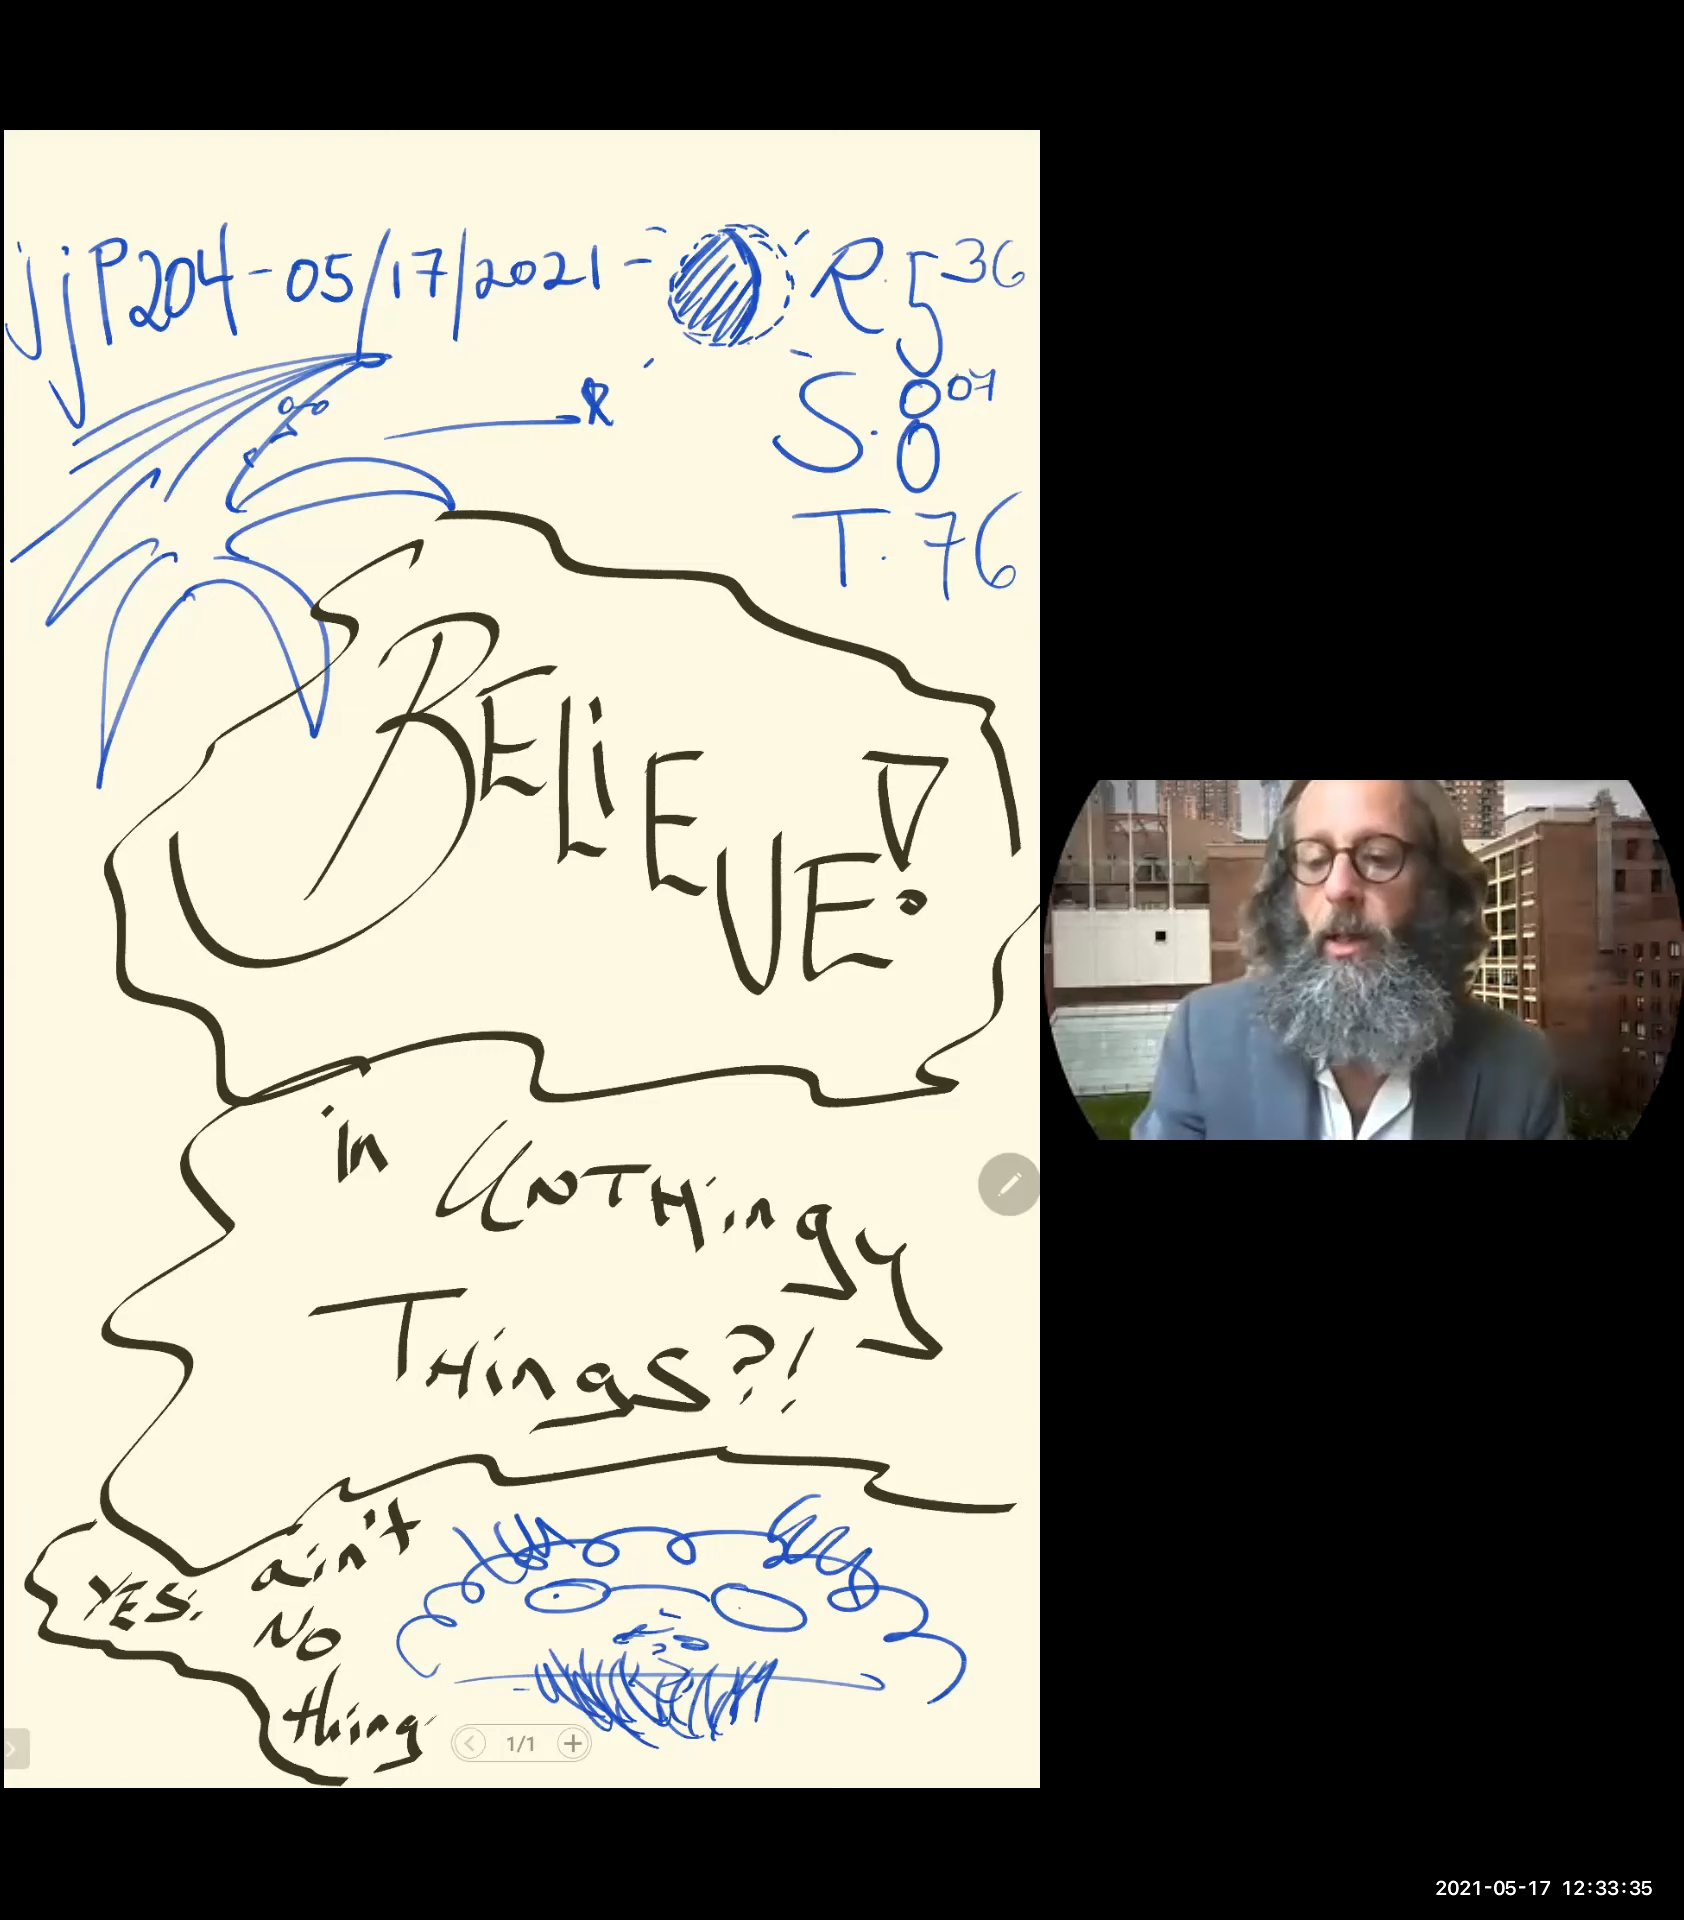 jjP204-05/17/2021-
R. 5 36
S. 8 07
T. 76
BELiEVE!
in UNTHingy
THings?!
YES: ain't
NO
thing
1/1
2021-05-17 12:33:35